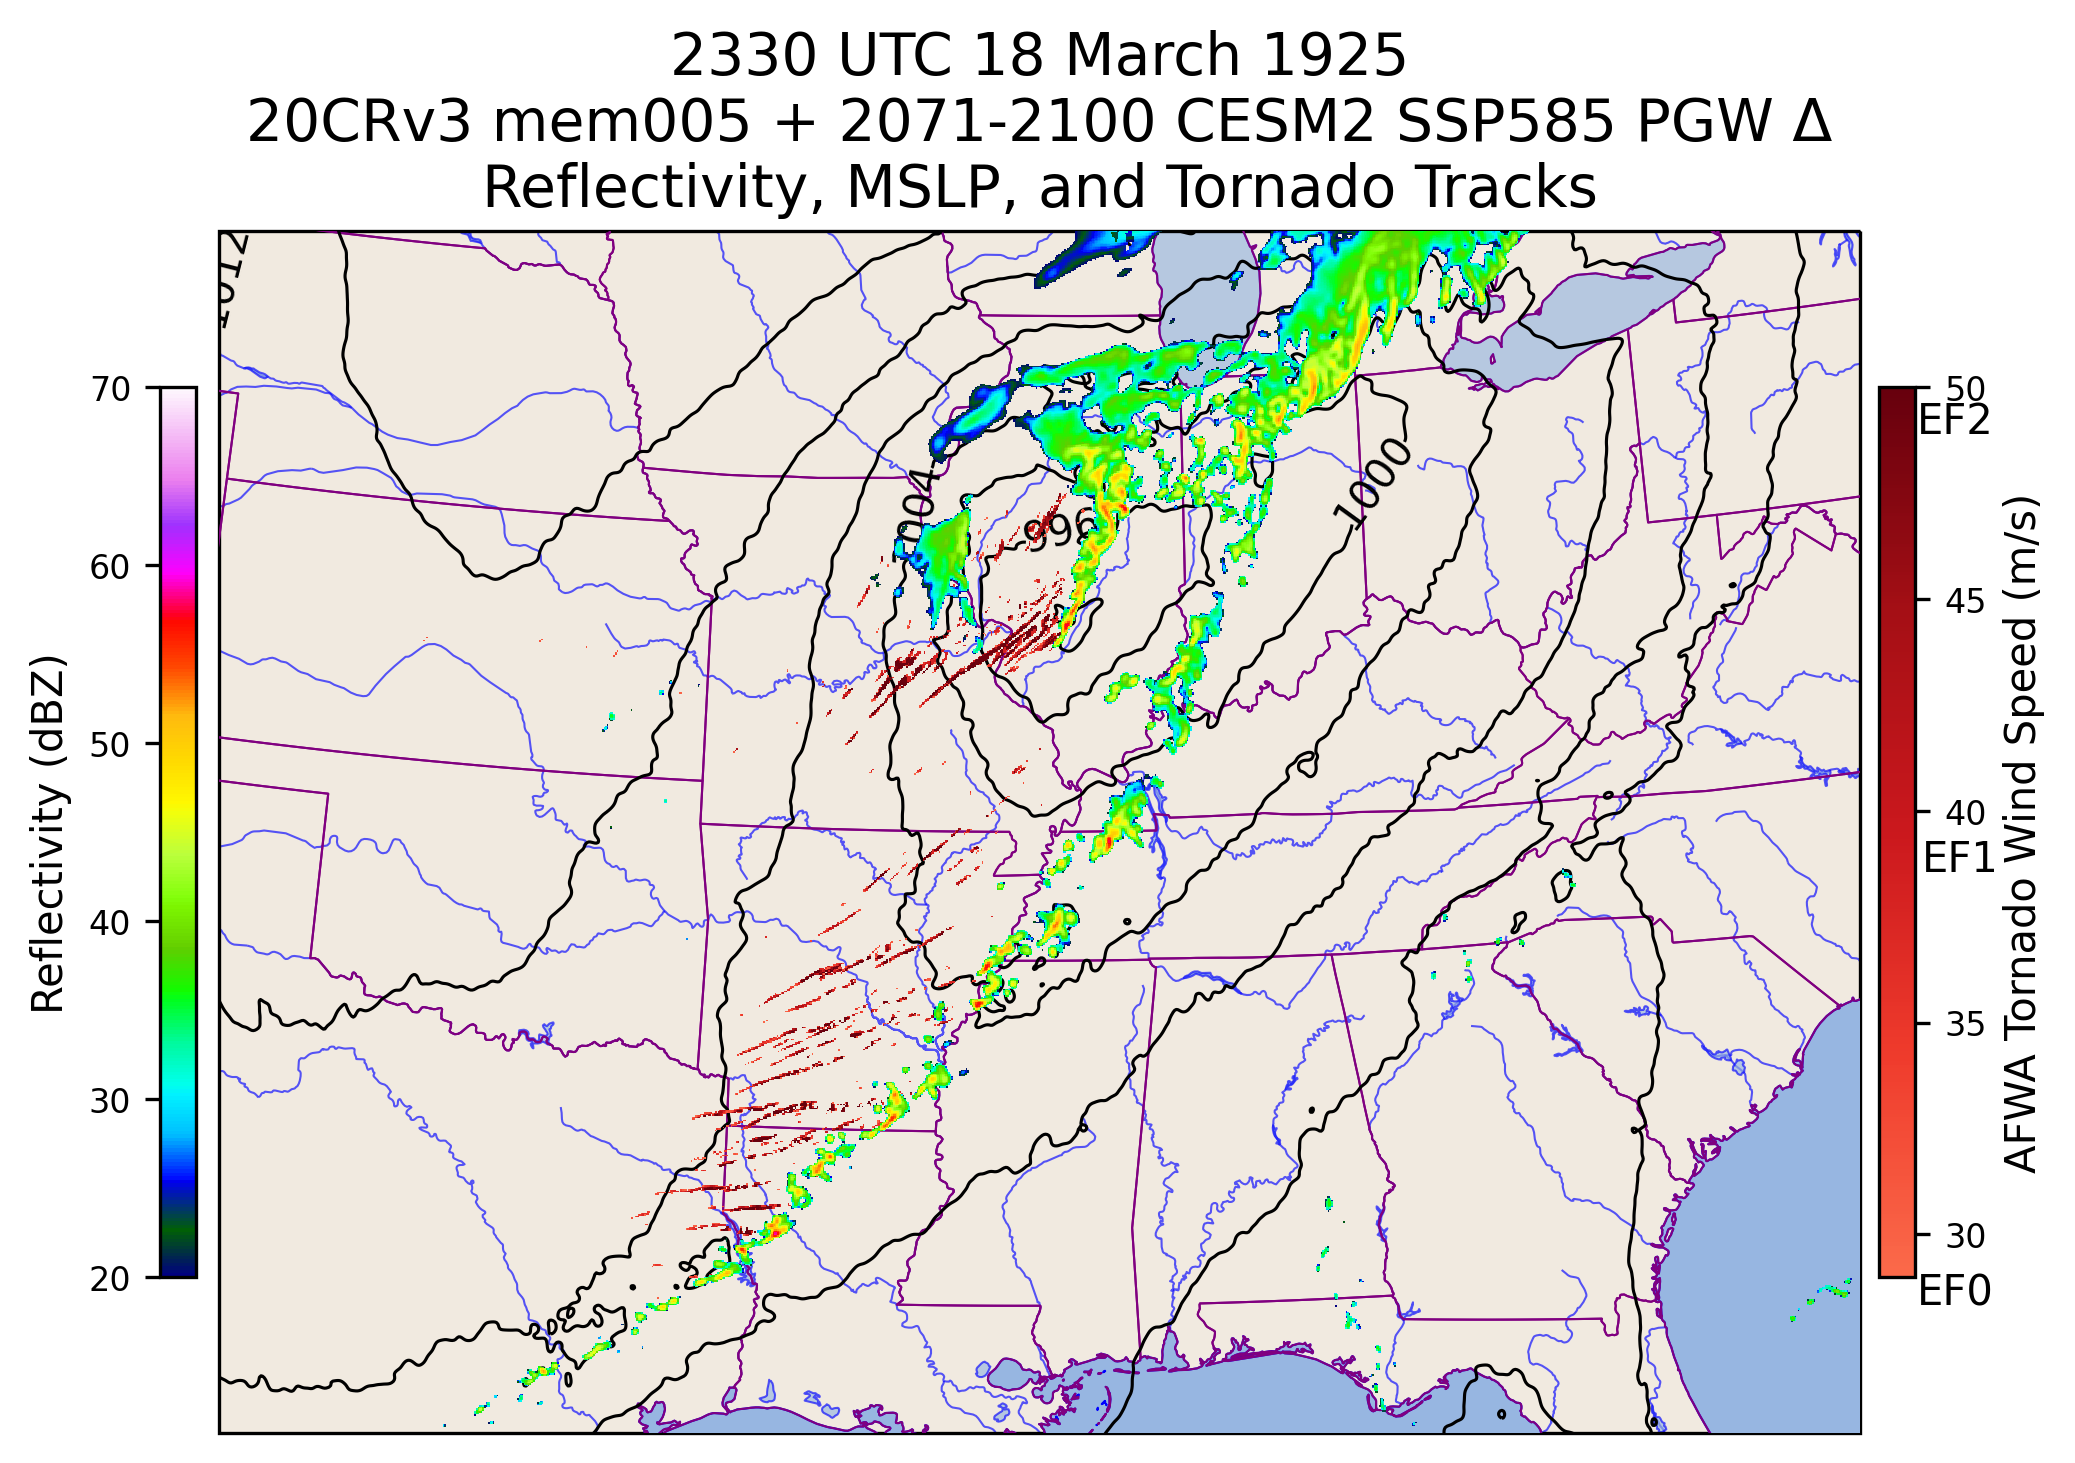 2330 UTC 18 March 1925
20CRv3 mem005 + 2071-2100 CESM2 SSP585 PGW Δ
Reflectivity, MSLP, and Tornado Tracks
Reflectivity (dBZ)
70
60
50
40
30
20
1012
1004
996
1000
50
EF2
45
40
EF1
35
30
EF0
AFWA Tornado Wind Speed (m/s)